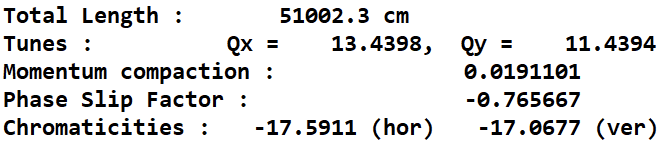 Total Length : 51002.3 cm
Tunes : Qx = 13.4398, Qy = 11.4394
Momentum compaction : 0.0191101
Phase Slip Factor : -0.765667
Chromaticities : -17.5911 (hor) -17.0677 (ver)